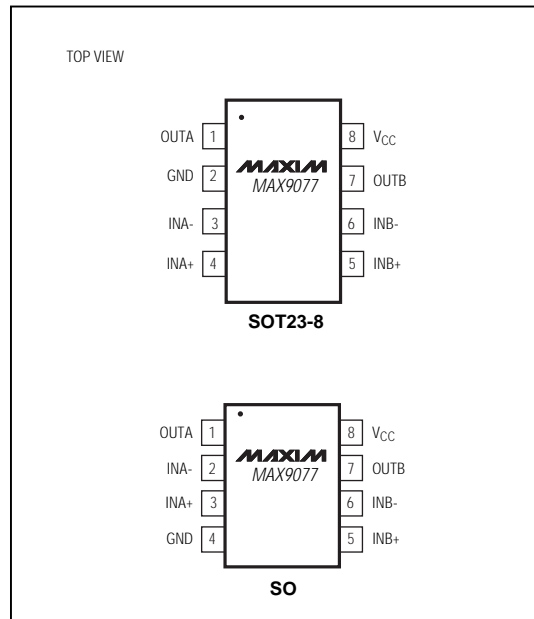 TOP VIEW
OUTA 1 8 VCC
MAXIM
GND 2 MAX9077 7 OUTB
INA- 3 6 INB-
INA+ 4 5 INB+
SOT23-8
OUTA 1 8 VCC
MAXIM
INA- 2 MAX9077 7 OUTB
INA+ 3 6 INB-
GND 4 5 INB+
SO